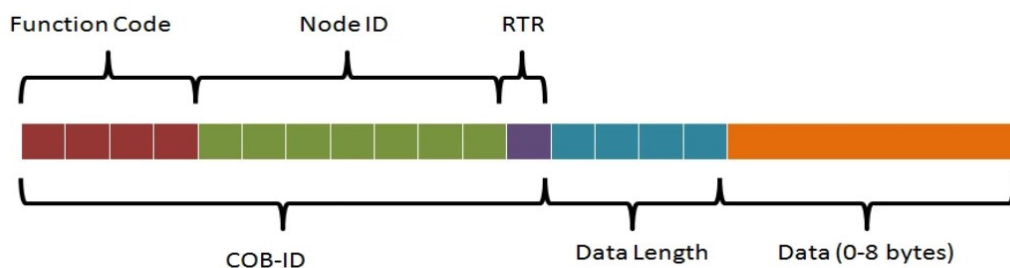 Function Code
Node ID
RTR
COB-ID
Data Length
Data (0-8 bytes)